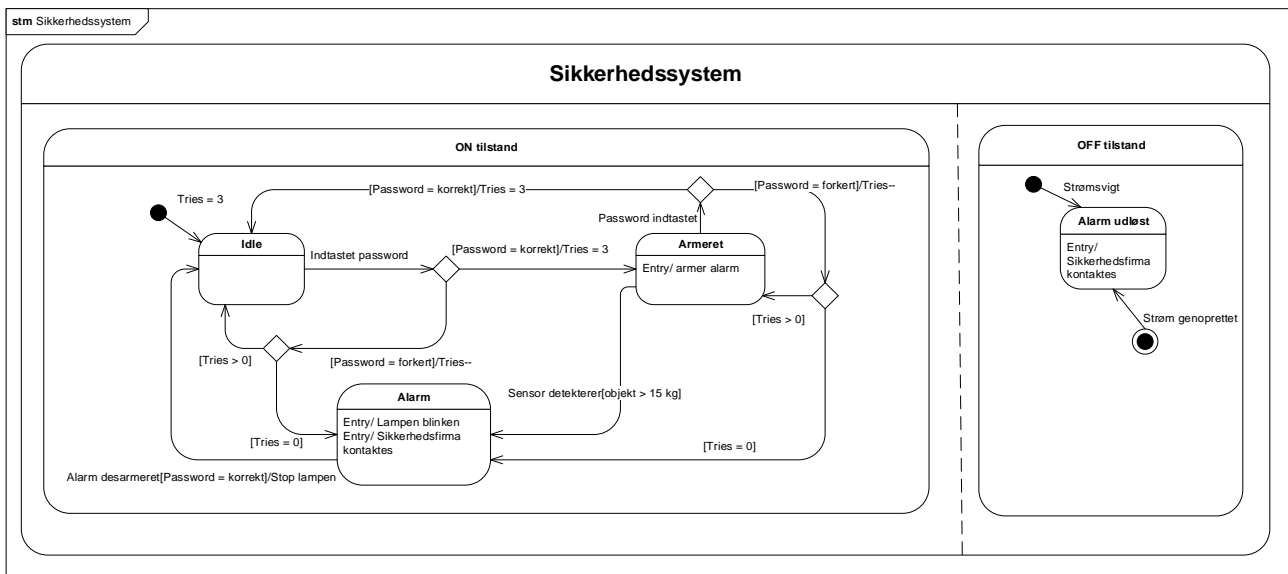 stm Sikkerhedssystem
Sikkerhedssystem
ON tilstand
Tries = 3
[Password = korrekt]/Tries = 3
[Password = forkert]/Tries--
Password indtastet
Idle
Indtastet password
[Password = korrekt]/Tries = 3
Armeret
Entry/ armer alarm
[Tries > 0]
[Tries > 0]
[Password = forkert]/Tries--
Sensor detekterer[objekt > 15 kg]
Alarm
Entry/ Lampen blinken
Entry/ Sikkerhedsfirma
kontaktes
[Tries = 0]
[Tries = 0]
Alarm desarmeret[Password = korrekt]/Stop lampen
OFF tilstand
Strømsvigt
Alarm udløst
Entry/
Sikkerhedsfirma
kontaktes
Strøm genoprettet